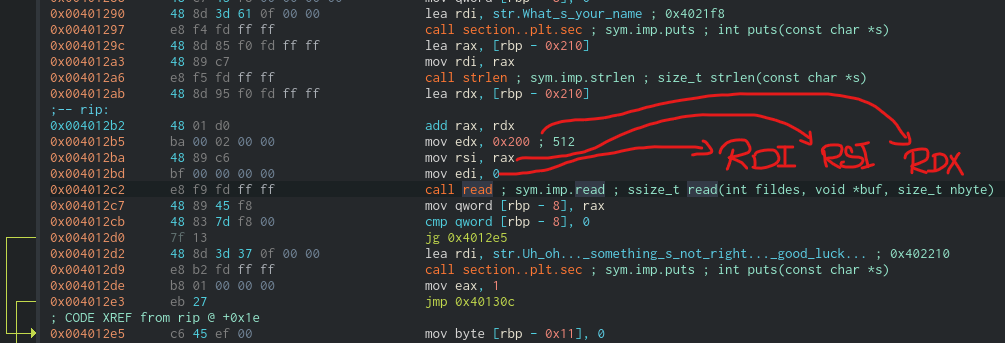 0x00401290 48 8d 3d 61 0f 00 00 lea rdi, str.What_s_your_name ; 0x4021f8
0x00401297 e8 f4 fd ff ff call section..plt.sec ; sym.imp.puts ; int puts(const char *s)
0x0040129c 48 8d 85 f0 fd ff ff lea rax, [rbp - 0x210]
0x004012a3 48 89 c7 mov rdi, rax
0x004012a6 e8 f5 fd ff ff call strlen ; sym.imp.strlen ; size_t strlen(const char *s)
0x004012ab 48 8d 95 f0 fd ff ff lea rdx, [rbp - 0x210]
;-- rip:
0x004012b2 48 01 d0 add rax, rdx
0x004012b5 ba 00 02 00 00 mov edx, 0x200 ; 512
0x004012ba 48 89 c6 mov rsi, rax
RDI RSI RDX
0x004012bd bf 00 00 00 00 mov edi, 0
0x004012c2 e8 f9 fd ff ff call read ; sym.imp.read ; ssize_t read(int fildes, void *buf, size_t nbyte)
0x004012c7 48 89 45 f8 mov qword [rbp - 8], rax
0x004012cb 48 83 7d f8 00 cmp qword [rbp - 8], 0
0x004012d0 7f 13 jg 0x4012e5
0x004012d2 48 8d 3d 37 0f 00 00 lea rdi, str.Uh_oh..._something_s_not_right..._good_luck... ; 0x402210
0x004012d9 e8 b2 fd ff ff call section..plt.sec ; sym.imp.puts ; int puts(const char *s)
0x004012de b8 01 00 00 00 mov eax, 1
0x004012e3 eb 27 jmp 0x40130c
; CODE XREF from rip @ +0x1e
0x004012e5 c6 45 ef 00 mov byte [rbp - 0x11], 0